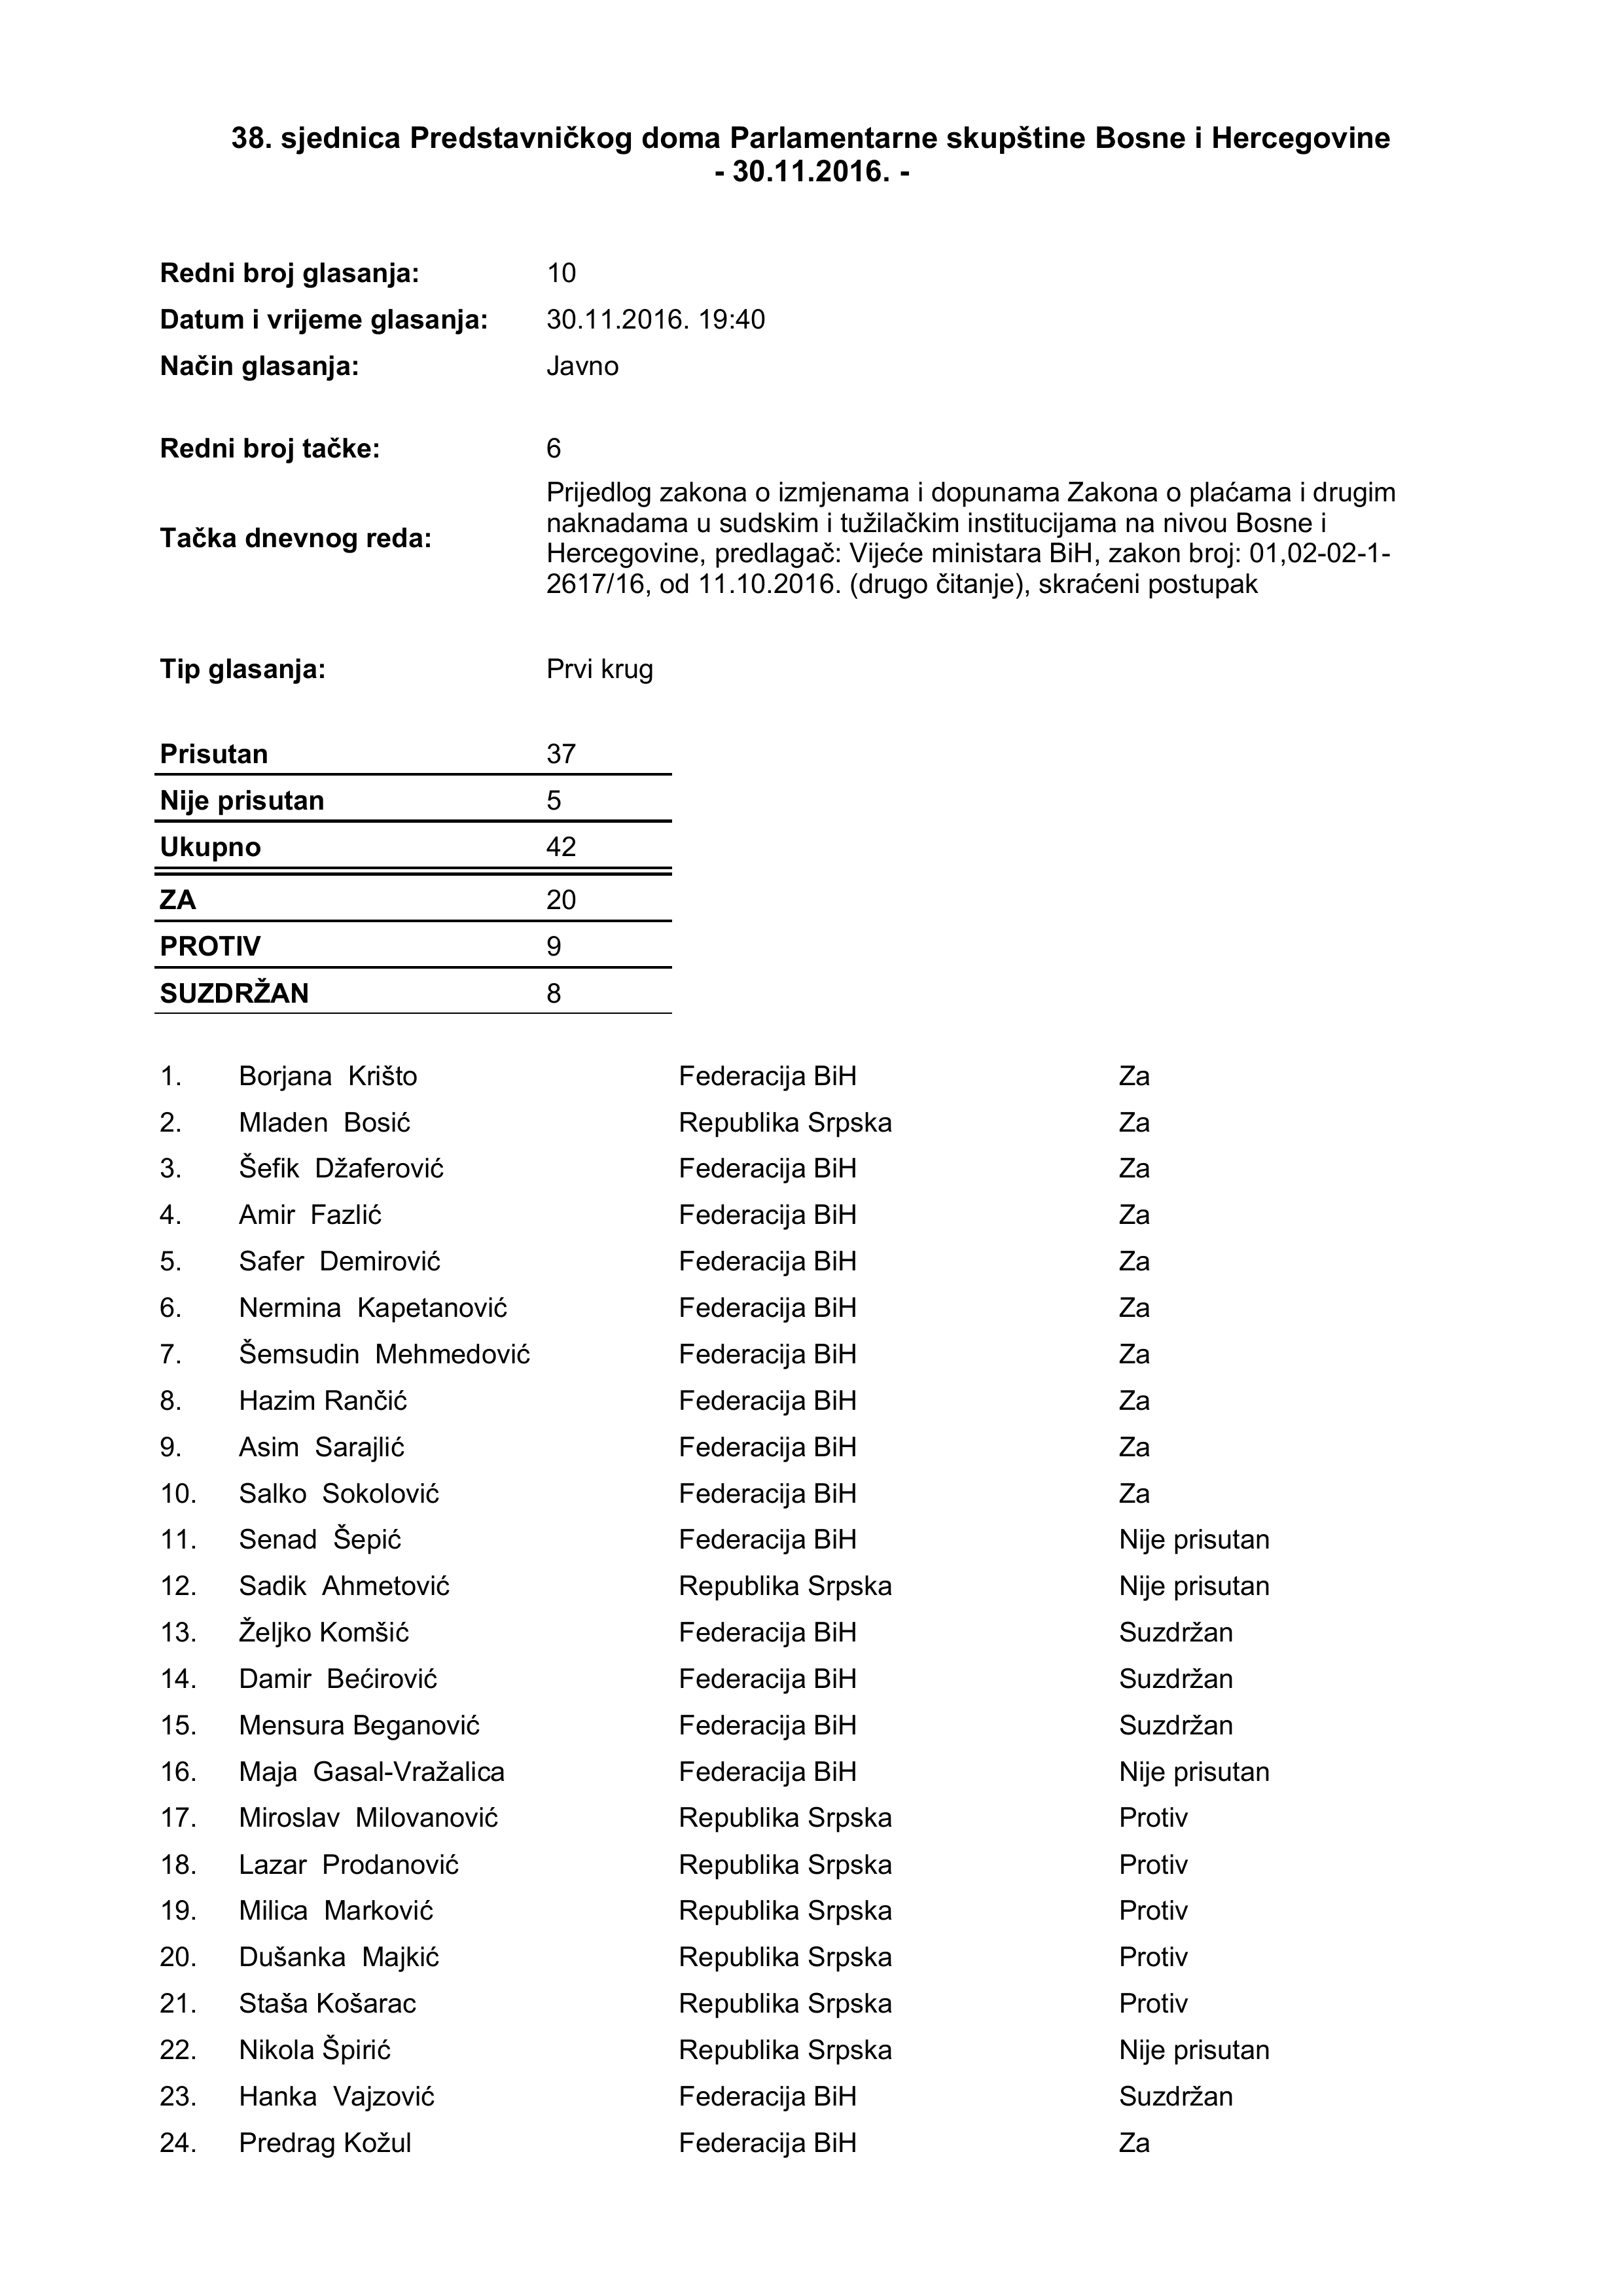 38. sjednica Predstavničkog doma Parlamentarne skupštine Bosne i Hercegovine
- 30.11.2016. -
Redni broj glasanja: 10
Datum i vrijeme glasanja: 30.11.2016. 19:40
Način glasanja: Javno
Redni broj tačke: 6
Tačka dnevnog reda: Prijedlog zakona o izmjenama i dopunama Zakona o plaćama i drugim
naknadama u sudskim i tužilačkim institucijama na nivou Bosne i
Hercegovine, predlagač: Vijeće ministara BiH, zakon broj: 01,02-02-1-
2617/16, od 11.10.2016. (drugo čitanje), skraćeni postupak
Tip glasanja: Prvi krug
Prisutan 37
Nije prisutan 5
Ukupno 42
ZA 20
PROTIV 9
SUZDRŽAN 8
1. Borjana Krišto Federacija BiH Za
2. Mladen Bosić Republika Srpska Za
3. Šefik Džaferović Federacija BiH Za
4. Amir Fazlić Federacija BiH Za
5. Safer Demirović Federacija BiH Za
6. Nermina Kapetanović Federacija BiH Za
7. Šemsudin Mehmedović Federacija BiH Za
8. Hazim Rančić Federacija BiH Za
9. Asim Sarajlić Federacija BiH Za
10. Salko Sokolović Federacija BiH Za
11. Senad Šepić Federacija BiH Nije prisutan
12. Sadik Ahmetović Republika Srpska Nije prisutan
13. Željko Komšić Federacija BiH Suzdržan
14. Damir Bećirović Federacija BiH Suzdržan
15. Mensura Beganović Federacija BiH Suzdržan
16. Maja Gasal-Vražalica Federacija BiH Nije prisutan
17. Miroslav Milovanović Republika Srpska Protiv
18. Lazar Prodanović Republika Srpska Protiv
19. Milica Marković Republika Srpska Protiv
20. Dušanka Majkić Republika Srpska Protiv
21. Staša Košarac Republika Srpska Protiv
22. Nikola Špirić Republika Srpska Nije prisutan
23. Hanka Vajzović Federacija BiH Suzdržan
24. Predrag Kožul Federacija BiH Za